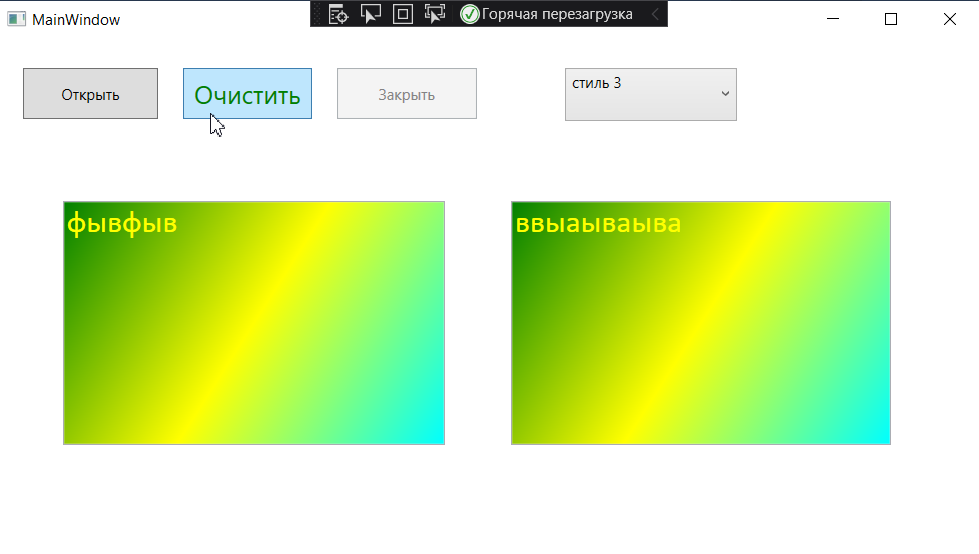 MainWindow
Горячая перезагрузка
Открыть
Очистить
Закрыть
стиль 3
фывфыв
ввыаываыва